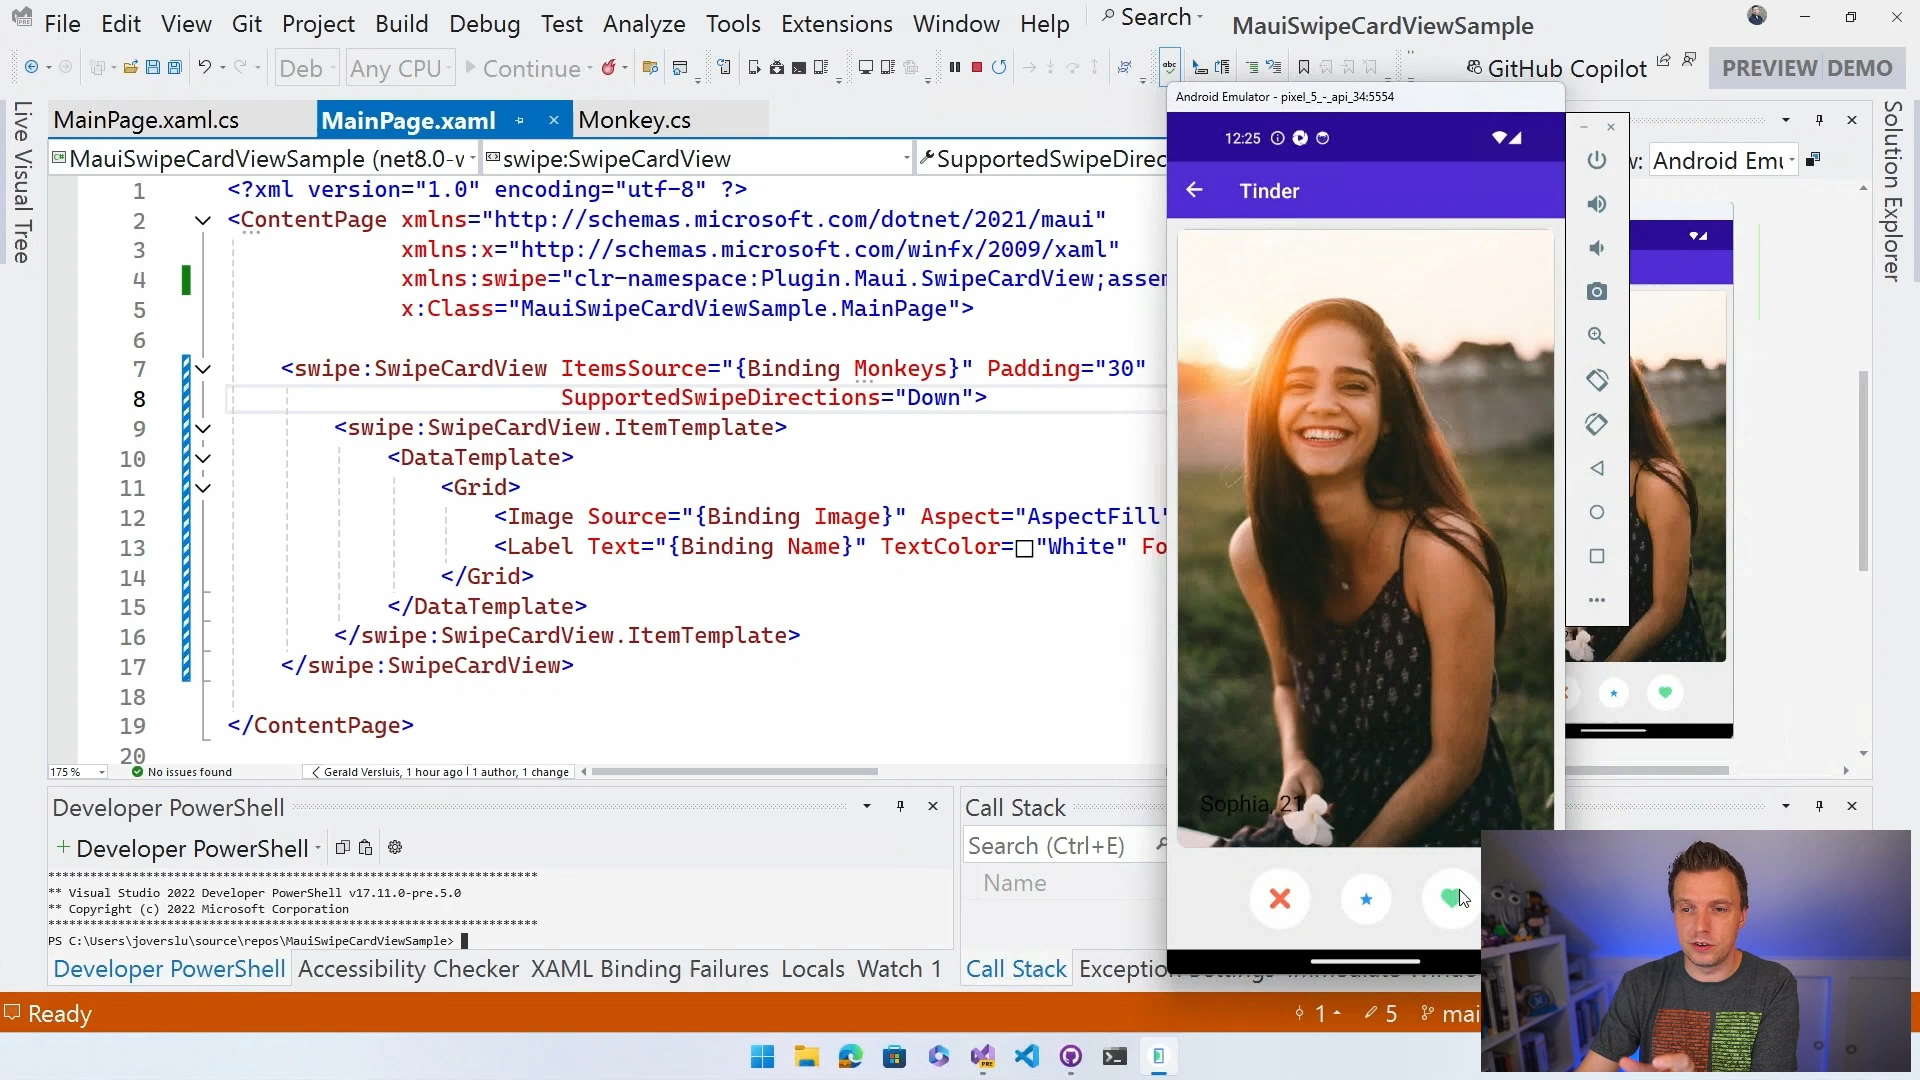 File Edit View Git Project Build Debug Test Analyze Tools Extensions Window Help Search MauiSwipeCardViewSample
Deb Any CPU Continue GitHub Copilot PREVIEW DEMO
Live Visual Tree
Solution Explorer
MainPage.xaml.cs MainPage.xaml Monkey.cs
MauiSwipeCardViewSample (net8.0- swipe:SwipeCardView SupportedSwipeDirec
1 <?xml version="1.0" encoding="utf-8" ?>
2 <ContentPage xmlns="http://schemas.microsoft.com/dotnet/2021/maui"
3 xmlns:x="http://schemas.microsoft.com/winfx/2009/xaml"
4 xmlns:swipe="clr-namespace:Plugin.Maui.SwipeCardView;assem
5 x:Class="MauiSwipeCardViewSample.MainPage">
6
7 <swipe:SwipeCardView ItemsSource="{Binding Monkeys}" Padding="30"
8 SupportedSwipeDirections="Down">
9 <swipe:SwipeCardView.ItemTemplate>
10 <DataTemplate>
11 <Grid>
12 <Image Source="{Binding Image}" Aspect="AspectFill"
13 <Label Text="{Binding Name}" TextColor="White" Fo
14 </Grid>
15 </DataTemplate>
16 </swipe:SwipeCardView.ItemTemplate>
17 </swipe:SwipeCardView>
18
19 </ContentPage>
20
175 % No issues found Gerald Versluis, 1 hour ago | 1 author, 1 change
Android Emulator - pixel_5_-_api_34:5554
12:25
Tinder
Sophia, 21
w: Android Emu
Developer PowerShell
+ Developer PowerShell
**********************************************************************
** Visual Studio 2022 Developer PowerShell v17.11.0-pre.5.0
** Copyright (c) 2022 Microsoft Corporation
**********************************************************************
PS C:\Users\joverslu\source\repos\MauiSwipeCardViewSample>
Call Stack
Search (Ctrl+E)
Name
Developer PowerShell Accessibility Checker XAML Binding Failures Locals Watch 1
Call Stack Exception Settings Immediate Window
Ready 1 5 mai